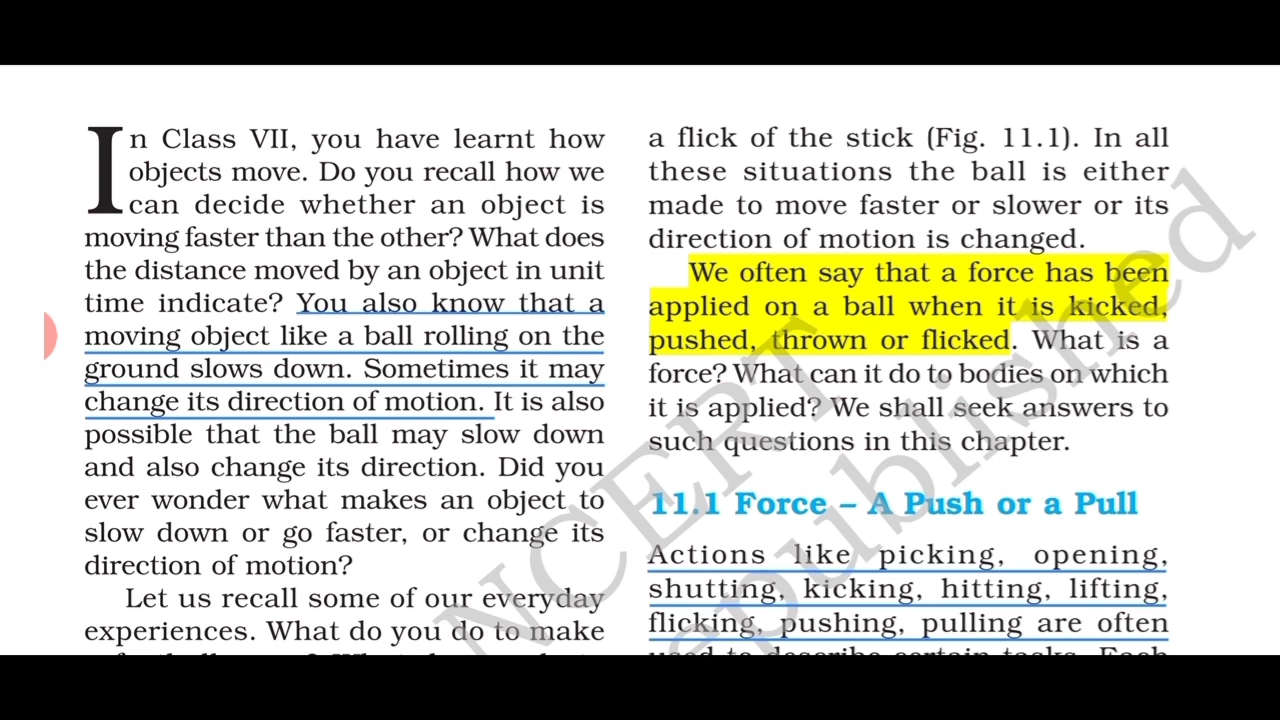 In Class VII, you have learnt how
objects move. Do you recall how we
can decide whether an object is
moving faster than the other? What does
the distance moved by an object in unit
time indicate? You also know that a
moving object like a ball rolling on the
ground slows down. Sometimes it may
change its direction of motion. It is also
possible that the ball may slow down
and also change its direction. Did you
ever wonder what makes an object to
slow down or go faster, or change its
direction of motion?
Let us recall some of our everyday
experiences. What do you do to make
a flick of the stick (Fig. 11.1). In all
these situations the ball is either
made to move faster or slower or its
direction of motion is changed.
We often say that a force has been
applied on a ball when it is kicked,
pushed, thrown or flicked. What is a
force? What can it do to bodies on which
it is applied? We shall seek answers to
such questions in this chapter.
11.1 Force – A Push or a Pull
Actions like picking, opening,
shutting, kicking, hitting, lifting,
flicking, pushing, pulling are often
used to describe certain tasks. Each
NCERT
republished